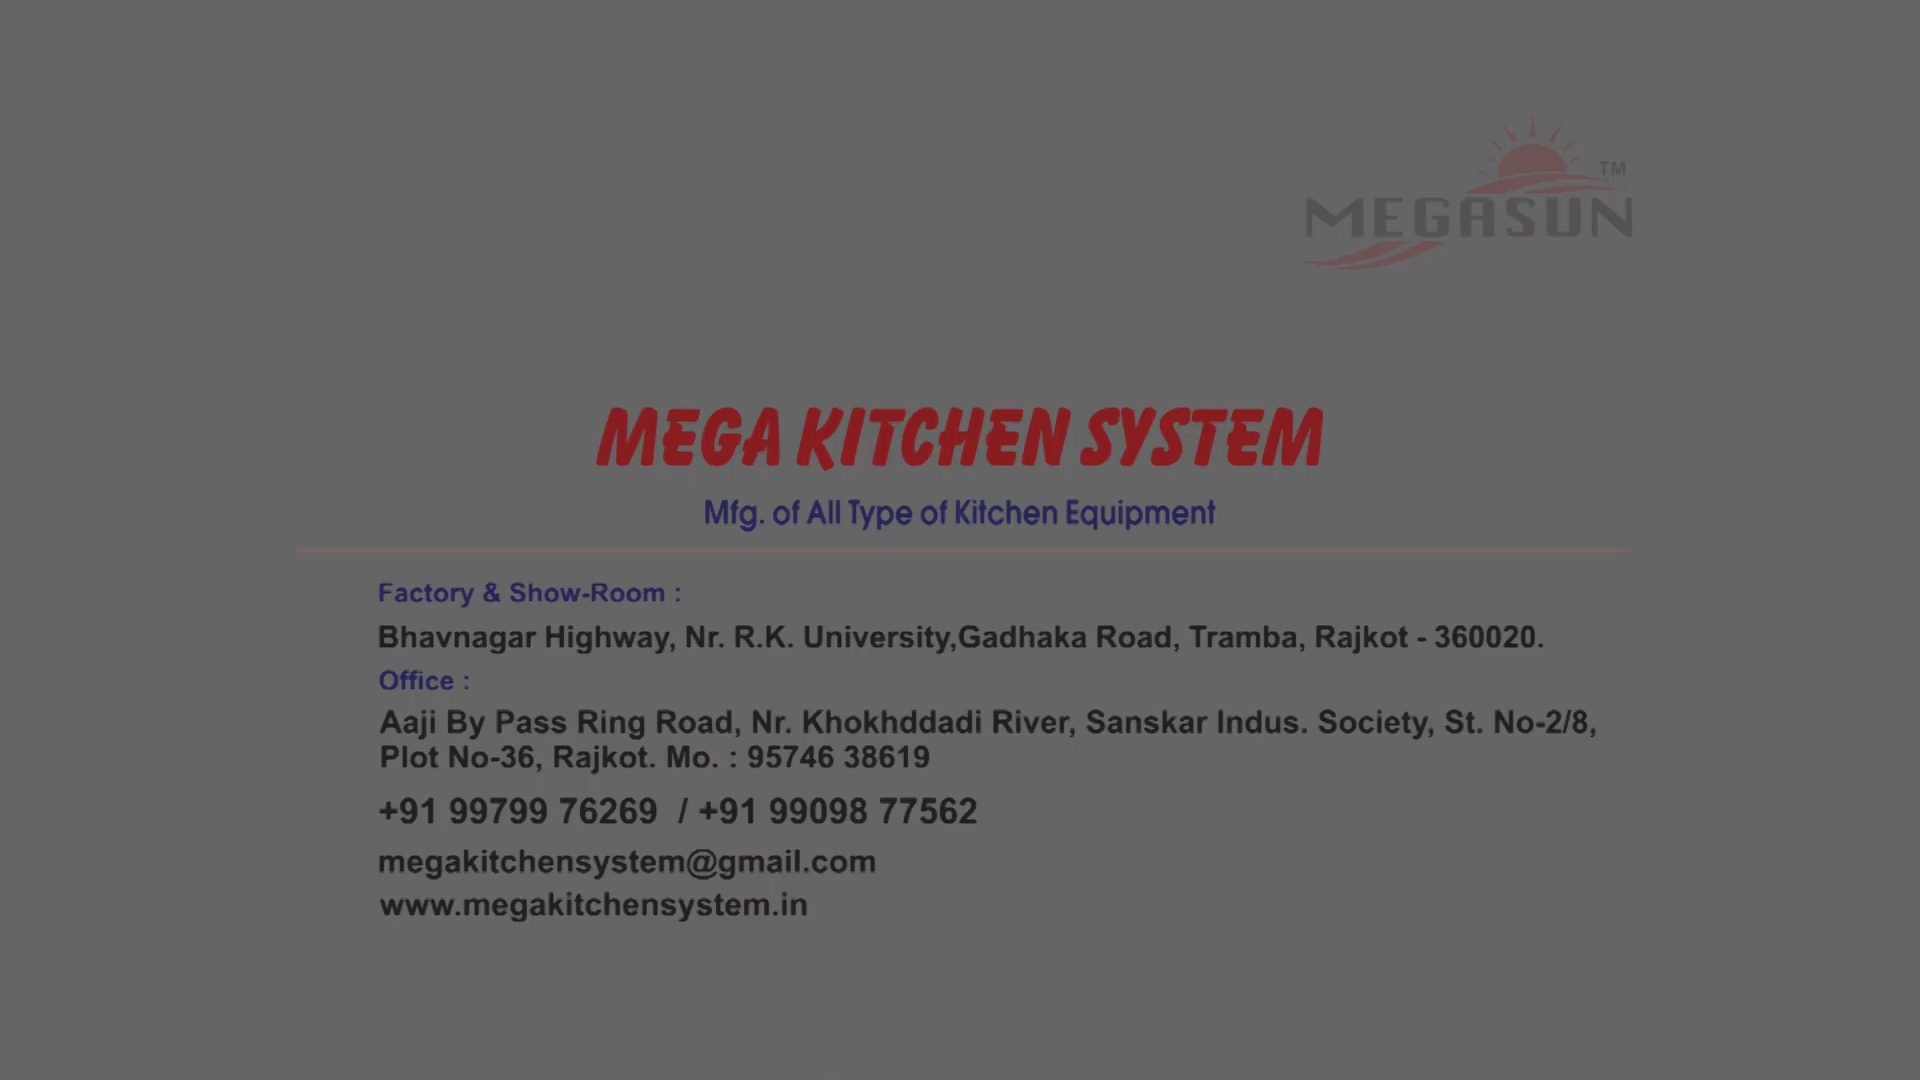 TM
MEGASUN
MEGA KITCHEN SYSTEM
Mfg. of All Type of Kitchen Equipment
Factory & Show-Room :
Bhavnagar Highway, Nr. R.K. University,Gadhaka Road, Tramba, Rajkot - 360020.
Office :
Aaji By Pass Ring Road, Nr. Khokhddadi River, Sanskar Indus. Society, St. No-2/8,
Plot No-36, Rajkot. Mo. : 95746 38619
+91 99799 76269 / +91 99098 77562
megakitchensystem@gmail.com
www.megakitchensystem.in